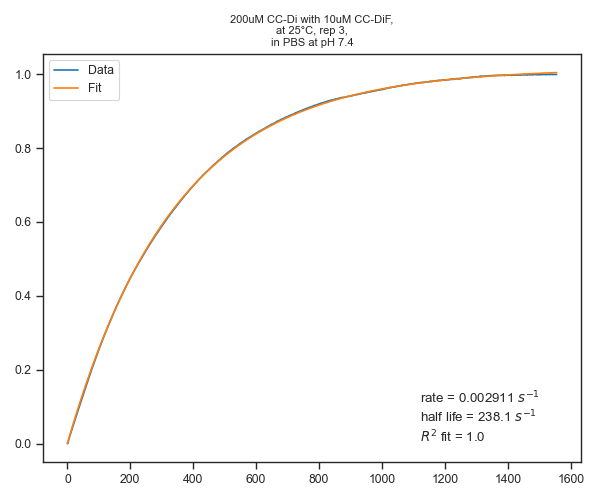 200uM CC-Di with 10uM CC-DiF,
at 25°C, rep 3,
in PBS at pH 7.4
1.0
0.8
0.6
0.4
0.2
0.0
Data
Fit
rate = 0.002911 s⁻¹
half life = 238.1 s⁻¹
R² fit = 1.0
0 200 400 600 800 1000 1200 1400 1600